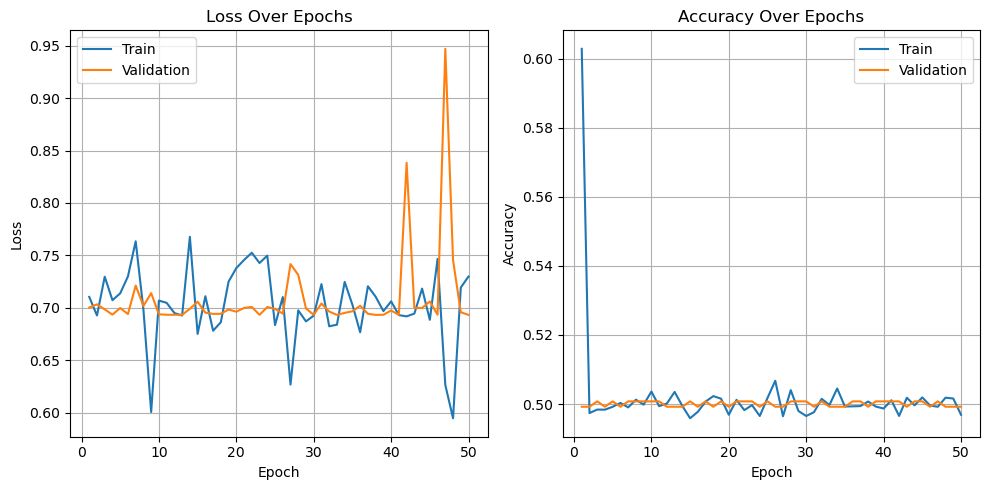 Loss Over Epochs
Train
Validation
0.95
0.90
0.85
0.80
0.75
0.70
0.65
0.60
Loss
0 10 20 30 40 50
Epoch
Accuracy Over Epochs
Train
Validation
0.60
0.58
0.56
0.54
0.52
0.50
Accuracy
0 10 20 30 40 50
Epoch